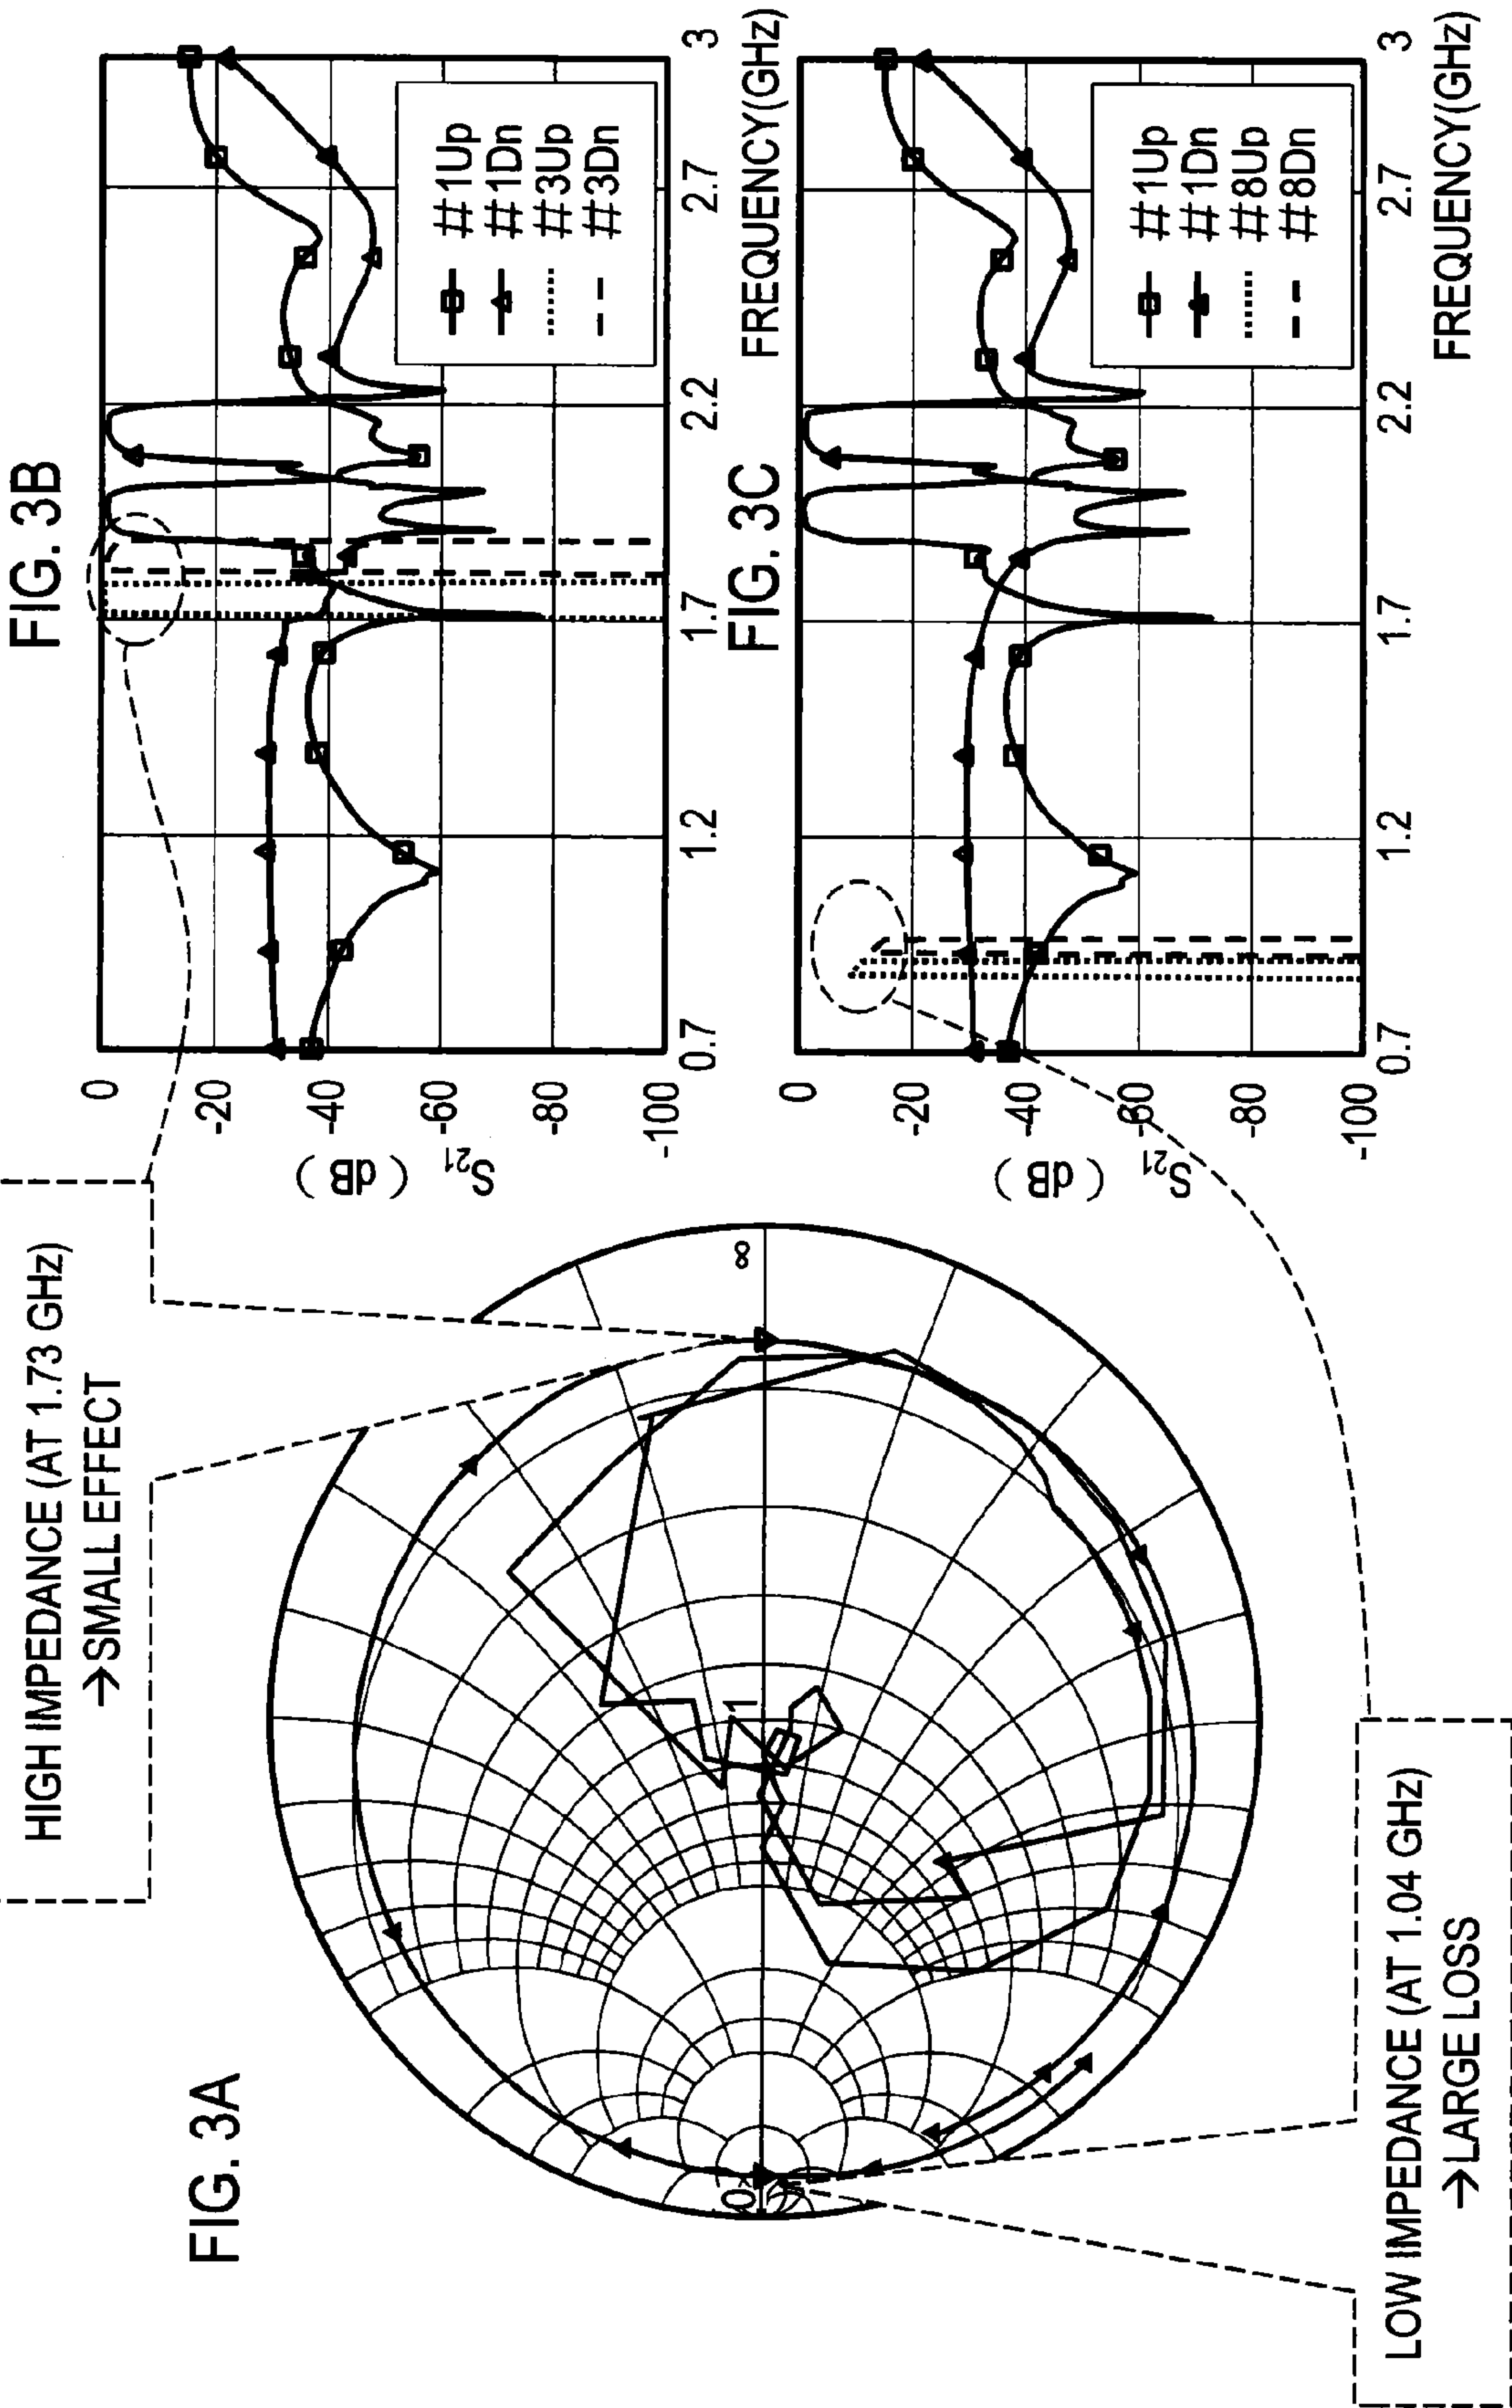 FIG. 3A
HIGH IMPEDANCE (AT 1.73 GHz)
→SMALL EFFECT
∞
1
0
LOW IMPEDANCE (AT 1.04 GHz)
→LARGE LOSS
FIG. 3B
0
-20
-40
-60
-80
-100
S21
(dB)
0.7
1.2
1.7
2.2
2.7
3
FREQUENCY(GHz)
#1Up
#1Dn
#3Up
#3Dn
FIG. 3C
0
-20
-40
-60
-80
-100
S21
(dB)
0.7
1.2
1.7
2.2
2.7
3
FREQUENCY(GHz)
#1Up
#1Dn
#8Up
#8Dn